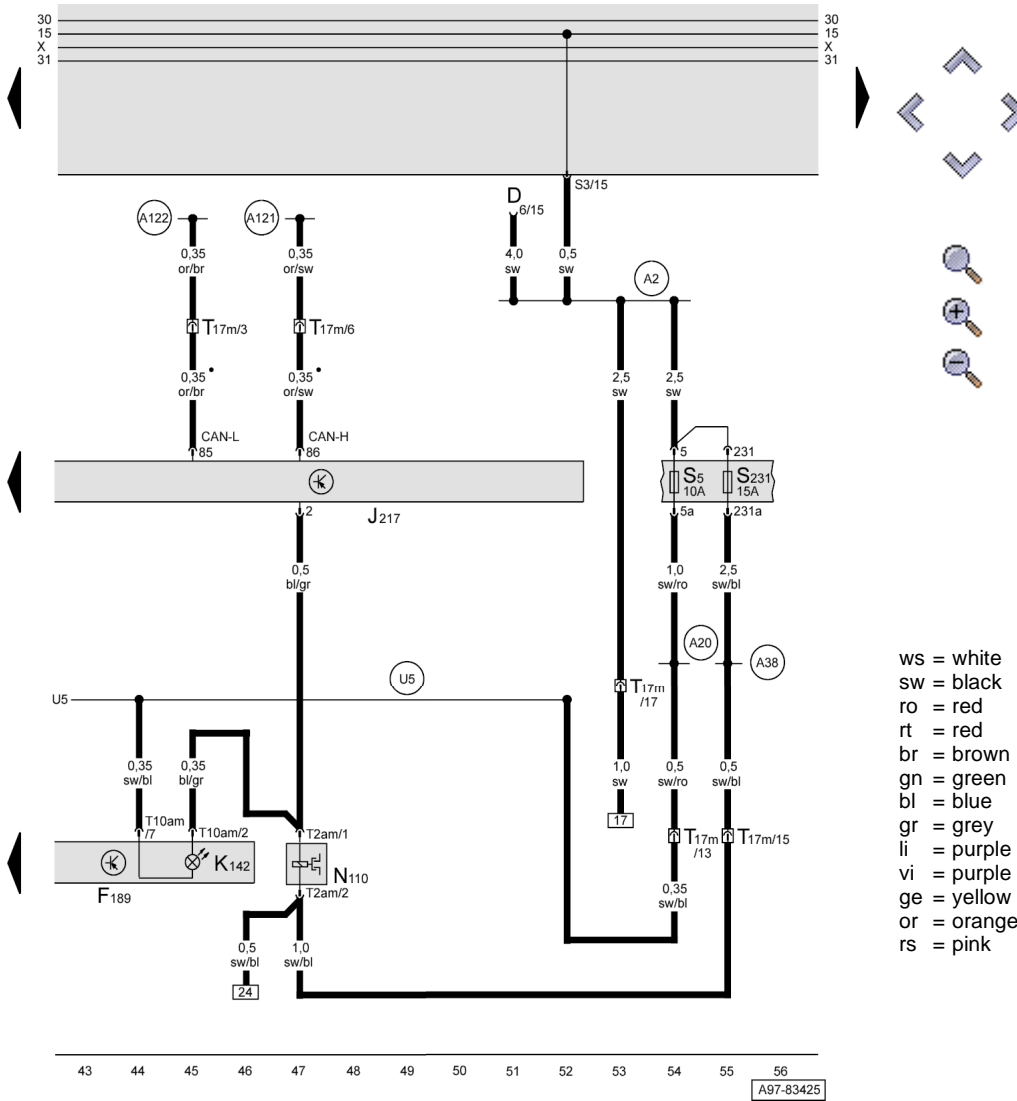 30 30
15 15
X X
31 31
S3/15
D
6/15
A122 A121
0,35 0,35 4,0 0,5
or/br or/sw sw sw
A2
T17m/3 T17m/6
0,35 0,35 2,5 2,5
or/br or/sw sw sw
CAN-L CAN-H
85 86 5 231
S5 S231
10A 15A
J217
2 5a 231a
0,5 1,0 2,5
bl/gr sw/ro sw/bl
A20
A38
U5
U5
T17m
/17
0,35 0,35 1,0 0,5 0,5
sw/bl bl/gr sw sw/ro sw/bl
17
T10am
/7
T10am/2 T2am/1
T17m
/13
T17m/15
K142
N110
F189
T2am/2
0,35
sw/bl
0,5 1,0
sw/bl sw/bl
24
ws = white
sw = black
ro = red
rt = red
br = brown
gn = green
bl = blue
gr = grey
li = purple
vi = purple
ge = yellow
or = orange
rs = pink
43 44 45 46 47 48 49 50 51 52 53 54 55 56
A97-83425